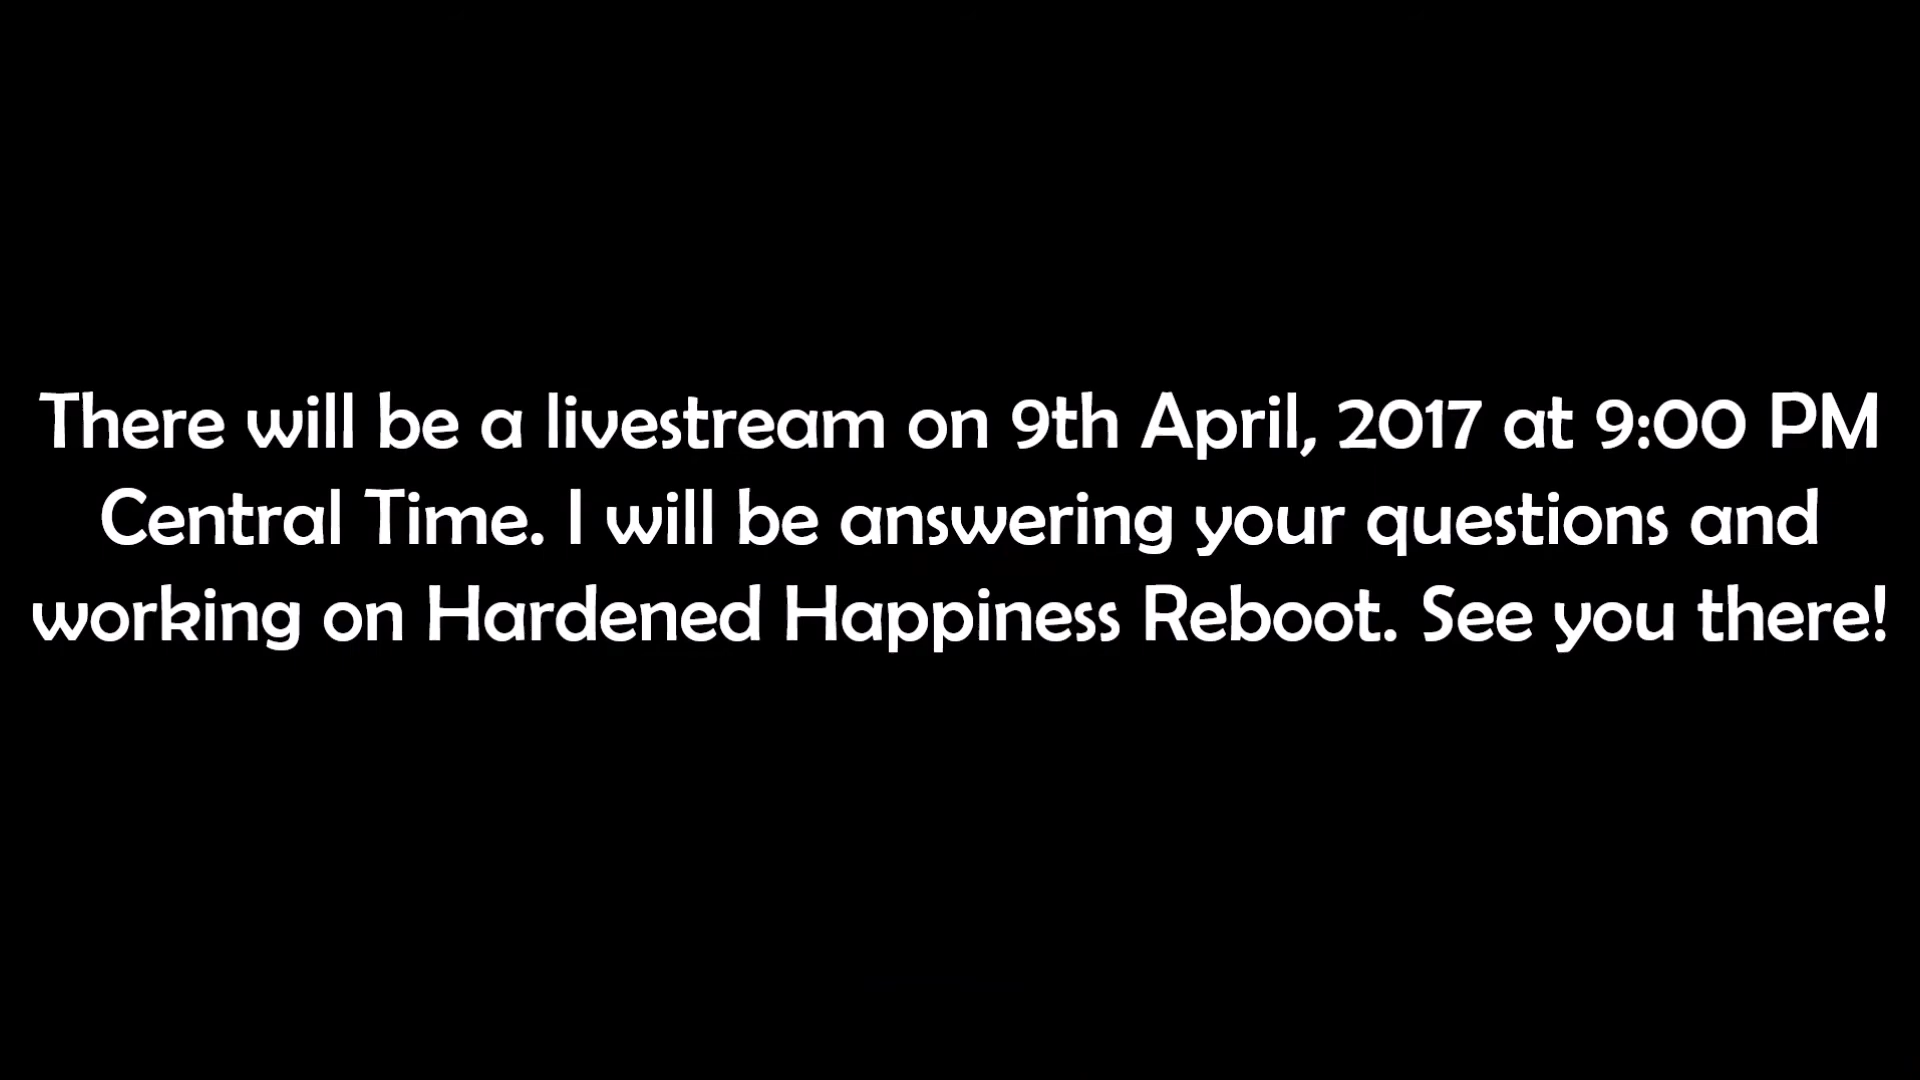 There will be a livestream on 9th April, 2017 at 9:00 PM
Central Time. I will be answering your questions and
working on Hardened Happiness Reboot. See you there!